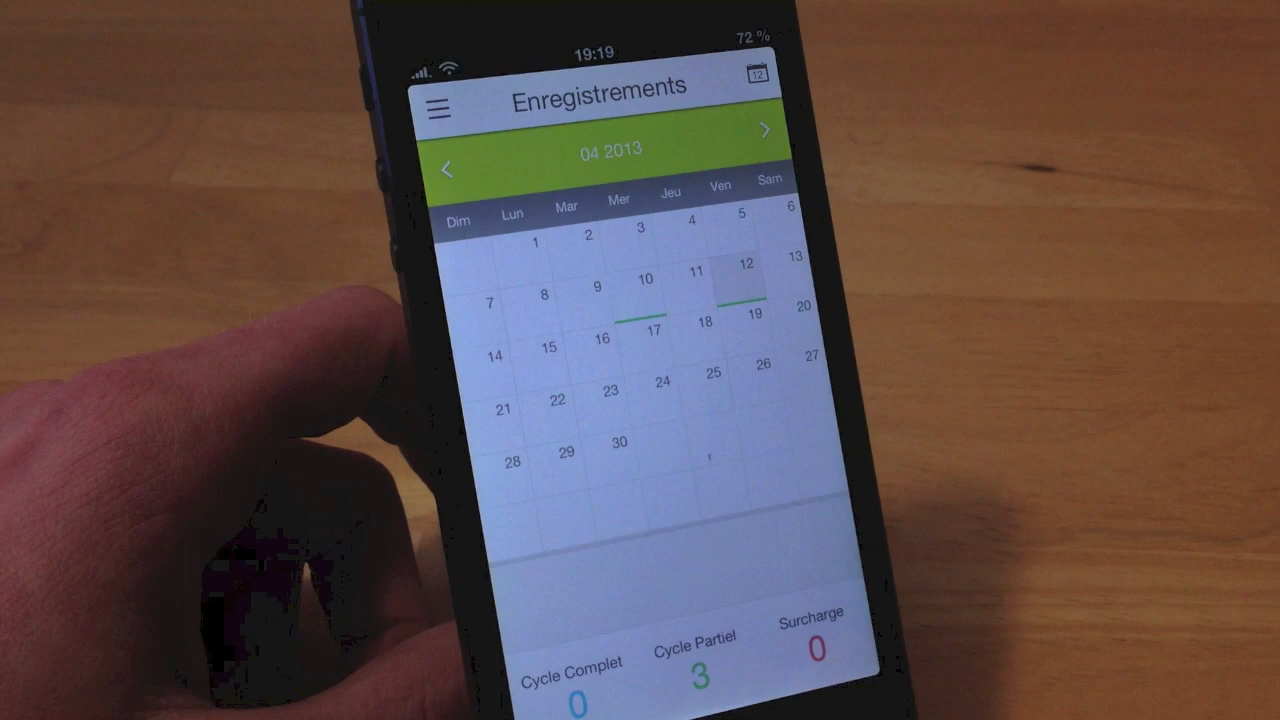 19:19
72 %
Enregistrements
12
04 2013
Dim Lun Mar Mer Jeu Ven Sam
1 2 3 4 5 6
7 8 9 10 11 12 13
14 15 16 17 18 19 20
21 22 23 24 25 26 27
28 29 30
Cycle Complet Cycle Partiel Surcharge
0 3 0